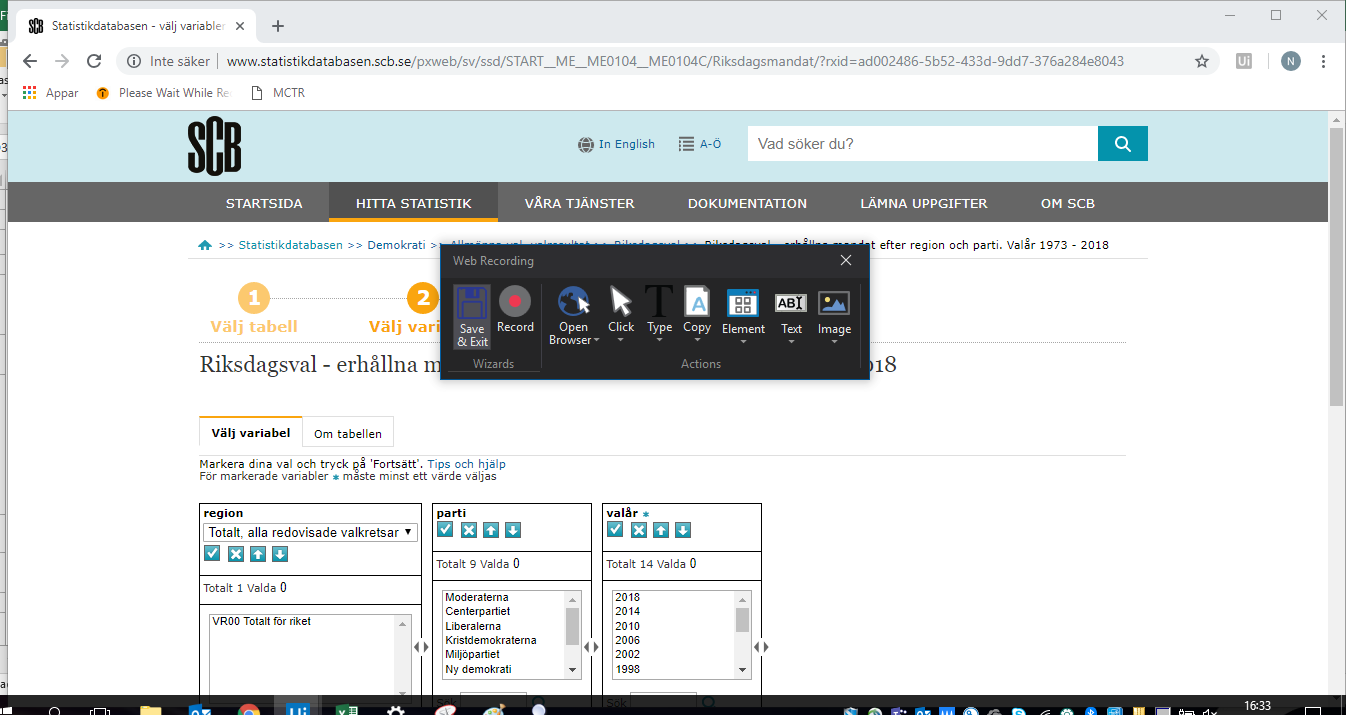 Statistikdatabasen - välj variabler
Inte säker
www.statistikdatabasen.scb.se/pxweb/sv/ssd/START__ME__ME0104__ME0104C/Riksdagsmandat/?rxid=ad002486-5b52-433d-9dd7-376a284e8043
Ui
N
Appar
Please Wait While Re
MCTR
SCB
In English
A-Ö
Vad söker du?
STARTSIDA
HITTA STATISTIK
VÅRA TJÄNSTER
DOKUMENTATION
LÄMNA UPPGIFTER
OM SCB
>> Statistikdatabasen >> Demokrati >> Allmänna val, valresultat >> Riksdagsval >> Riksdagsval - erhållna mandat efter region och parti. Valår 1973 - 2018
Web Recording
Save & Exit
Record
Open Browser
Click
Type
Copy
Element
Text
Image
Wizards
Actions
1
2
Välj tabell
Välj vari
Riksdagsval - erhållna m
018
Välj variabel
Om tabellen
Markera dina val och tryck på 'Fortsätt'. Tips och hjälp
För markerade variabler * måste minst ett värde väljas
region
Totalt, alla redovisade valkretsar
Totalt 1 Valda 0
VR00 Totalt för riket
parti
Totalt 9 Valda 0
Moderaterna
Centerpartiet
Liberalerna
Kristdemokraterna
Miljöpartiet
Ny demokrati
Sök
valår *
Totalt 14 Valda 0
2018
2014
2010
2006
2002
1998
Sök
16:33